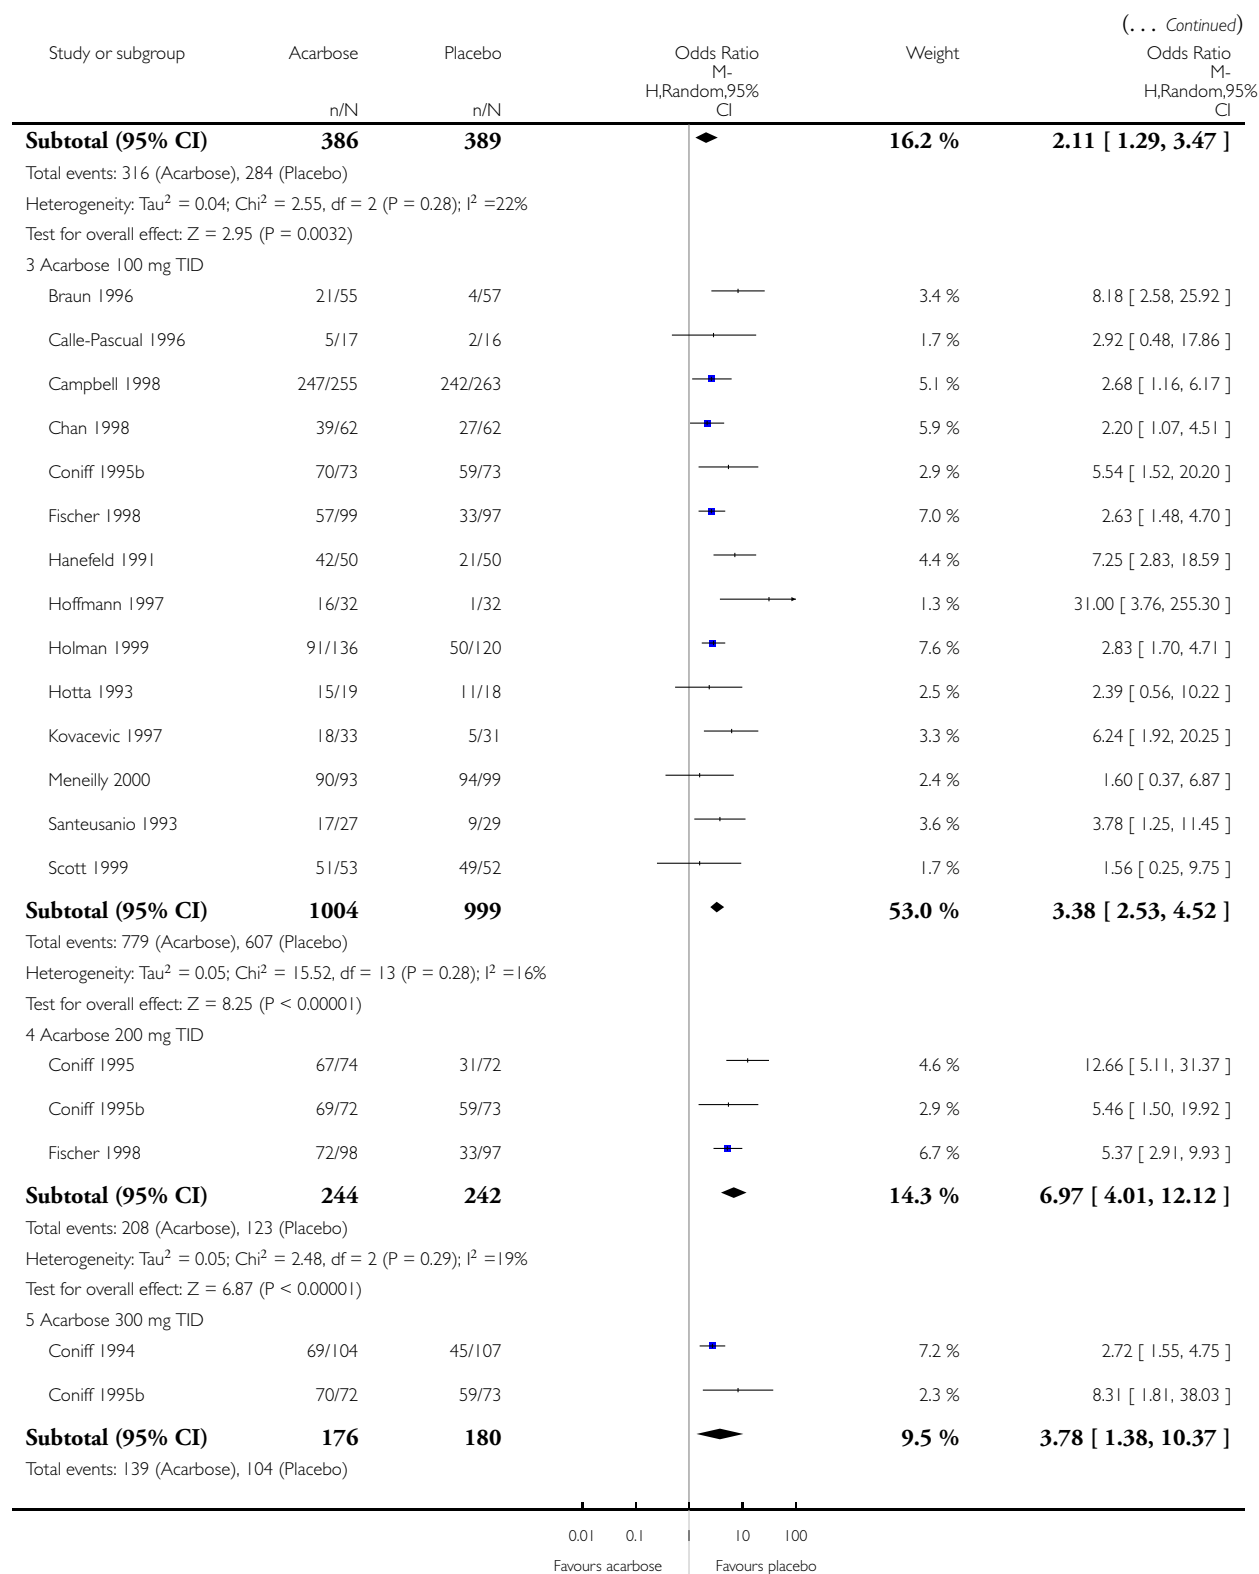 (... Continued)
Study or subgroup Acarbose Placebo Odds Ratio Weight Odds Ratio
M- M-
H,Random,95% H,Random,95%
n/N n/N CI CI
Subtotal (95% CI) 386 389 16.2 % 2.11 [ 1.29, 3.47 ]
Total events: 316 (Acarbose), 284 (Placebo)
Heterogeneity: Tau² = 0.04; Chi² = 2.55, df = 2 (P = 0.28); I² =22%
Test for overall effect: Z = 2.95 (P = 0.0032)
3 Acarbose 100 mg TID
Braun 1996 21/55 4/57 3.4 % 8.18 [ 2.58, 25.92 ]
Calle-Pascual 1996 5/17 2/16 1.7 % 2.92 [ 0.48, 17.86 ]
Campbell 1998 247/255 242/263 5.1 % 2.68 [ 1.16, 6.17 ]
Chan 1998 39/62 27/62 5.9 % 2.20 [ 1.07, 4.51 ]
Coniff 1995b 70/73 59/73 2.9 % 5.54 [ 1.52, 20.20 ]
Fischer 1998 57/99 33/97 7.0 % 2.63 [ 1.48, 4.70 ]
Hanefeld 1991 42/50 21/50 4.4 % 7.25 [ 2.83, 18.59 ]
Hoffmann 1997 16/32 1/32 1.3 % 31.00 [ 3.76, 255.30 ]
Holman 1999 91/136 50/120 7.6 % 2.83 [ 1.70, 4.71 ]
Hotta 1993 15/19 11/18 2.5 % 2.39 [ 0.56, 10.22 ]
Kovacevic 1997 18/33 5/31 3.3 % 6.24 [ 1.92, 20.25 ]
Meneilly 2000 90/93 94/99 2.4 % 1.60 [ 0.37, 6.87 ]
Santeusanio 1993 17/27 9/29 3.6 % 3.78 [ 1.25, 11.45 ]
Scott 1999 51/53 49/52 1.7 % 1.56 [ 0.25, 9.75 ]
Subtotal (95% CI) 1004 999 53.0 % 3.38 [ 2.53, 4.52 ]
Total events: 779 (Acarbose), 607 (Placebo)
Heterogeneity: Tau² = 0.05; Chi² = 15.52, df = 13 (P = 0.28); I² =16%
Test for overall effect: Z = 8.25 (P < 0.00001)
4 Acarbose 200 mg TID
Coniff 1995 67/74 31/72 4.6 % 12.66 [ 5.11, 31.37 ]
Coniff 1995b 69/72 59/73 2.9 % 5.46 [ 1.50, 19.92 ]
Fischer 1998 72/98 33/97 6.7 % 5.37 [ 2.91, 9.93 ]
Subtotal (95% CI) 244 242 14.3 % 6.97 [ 4.01, 12.12 ]
Total events: 208 (Acarbose), 123 (Placebo)
Heterogeneity: Tau² = 0.05; Chi² = 2.48, df = 2 (P = 0.29); I² =19%
Test for overall effect: Z = 6.87 (P < 0.00001)
5 Acarbose 300 mg TID
Coniff 1994 69/104 45/107 7.2 % 2.72 [ 1.55, 4.75 ]
Coniff 1995b 70/72 59/73 2.3 % 8.31 [ 1.81, 38.03 ]
Subtotal (95% CI) 176 180 9.5 % 3.78 [ 1.38, 10.37 ]
Total events: 139 (Acarbose), 104 (Placebo)
0.01 0.1 1 10 100
Favours acarbose Favours placebo